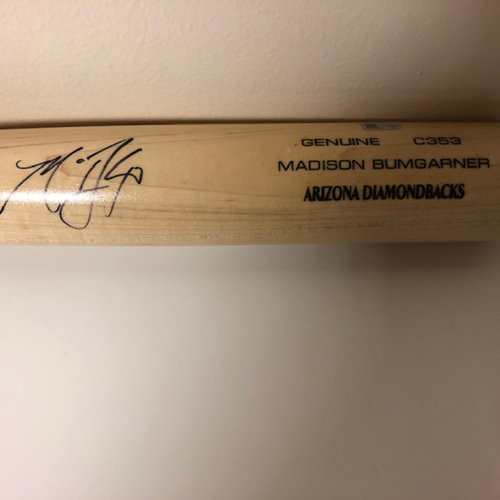 GENUINE C353
MADISON BUMGARNER
ARIZONA DIAMONDBACKS